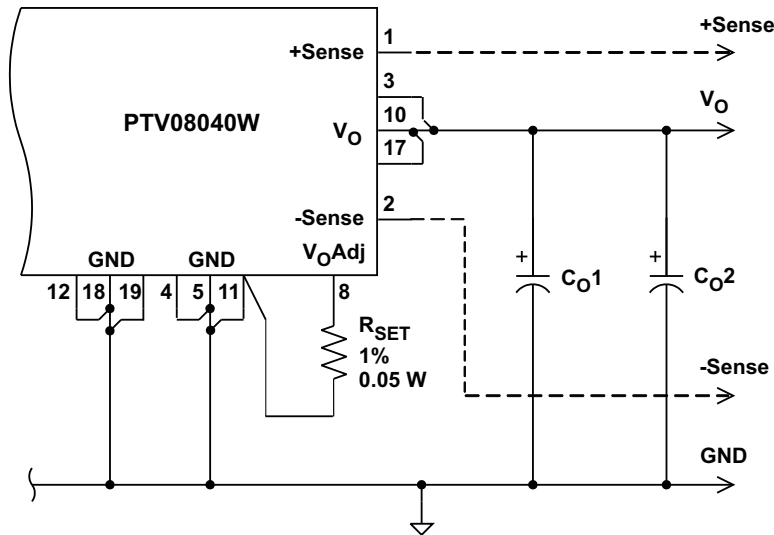 +Sense
1
+Sense
3
V_O
PTV08040W
10
V_O
17
2
-Sense
V_OAdj
GND
GND
12
18
19
4
5
11
8
+
C_O1
+
C_O2
R_SET
1%
0.05 W
-Sense
GND